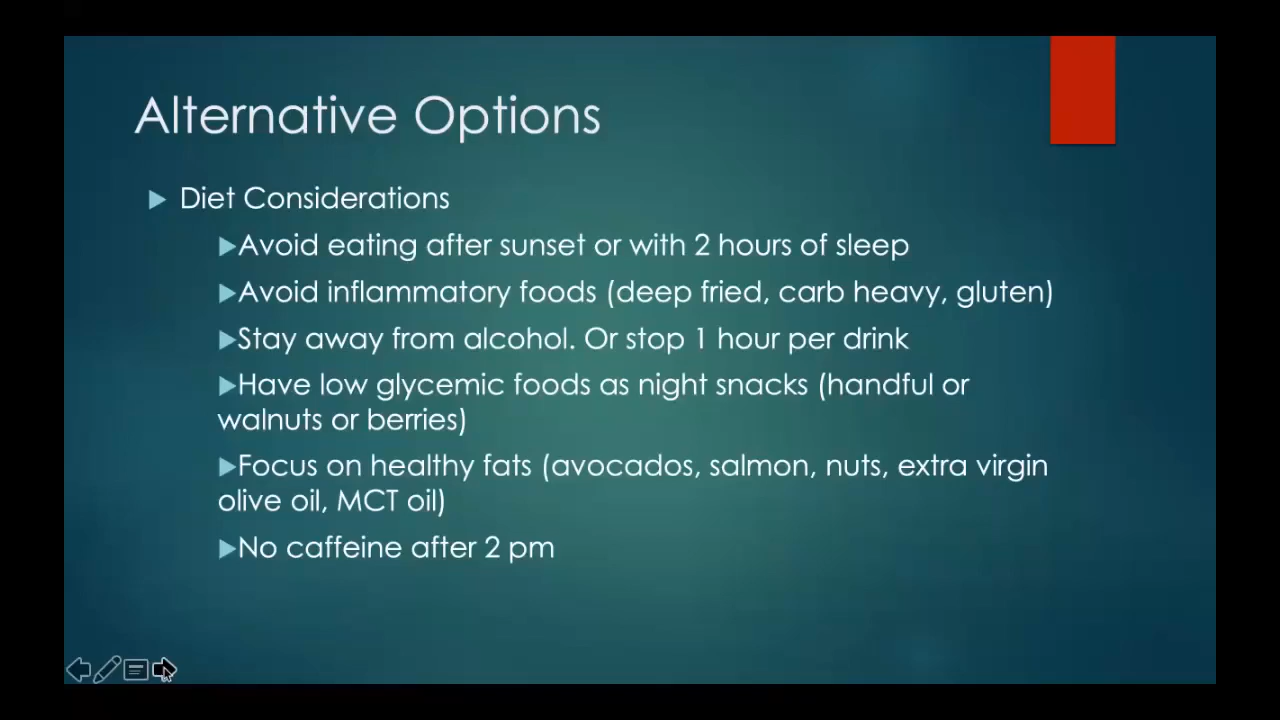 Alternative Options
Diet Considerations
Avoid eating after sunset or with 2 hours of sleep
Avoid inflammatory foods (deep fried, carb heavy, gluten)
Stay away from alcohol. Or stop 1 hour per drink
Have low glycemic foods as night snacks (handful or
walnuts or berries)
Focus on healthy fats (avocados, salmon, nuts, extra virgin
olive oil, MCT oil)
No caffeine after 2 pm